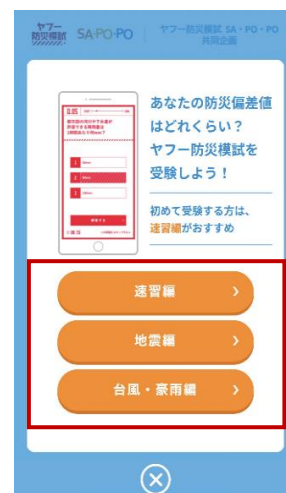 ヤフー
防災模試
SA・PO・PO
ヤフー防災模試 SA・PO・PO
共同企画
あなたの防災偏差値
はどれくらい？
ヤフー防災模試を
受験しよう！
初めて受験する方は、
速習編がおすすめ
速習編
地震編
台風・豪雨編